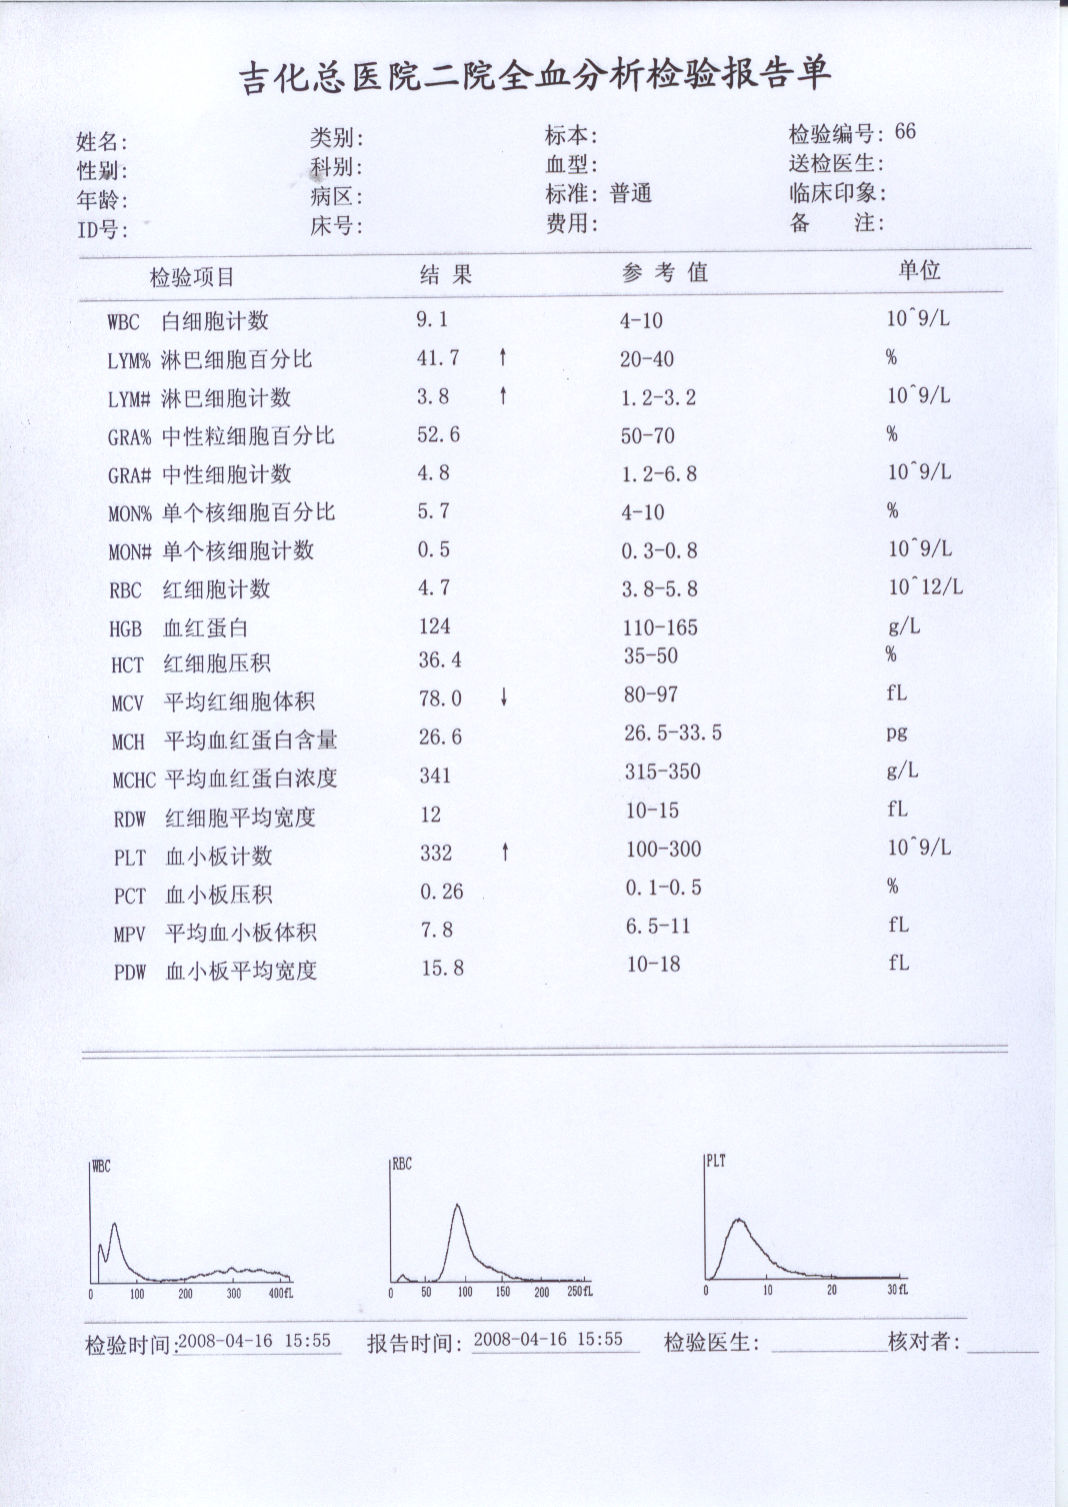 吉化总医院二院全血分析检验报告单
姓名: 类别: 标本: 检验编号: 66
性别: 科别: 血型: 送检医生:
年龄: 病区: 标准: 普通 临床印象:
ID号: 床号: 费用: 备 注:
检验项目 结 果 参 考 值 单位
WBC 白细胞计数 9.1 4-10 10^9/L
LYM% 淋巴细胞百分比 41.7 ↑ 20-40 %
LYM# 淋巴细胞计数 3.8 ↑ 1.2-3.2 10^9/L
GRA% 中性粒细胞百分比 52.6 50-70 %
GRA# 中性细胞计数 4.8 1.2-6.8 10^9/L
MON% 单个核细胞百分比 5.7 4-10 %
MON# 单个核细胞计数 0.5 0.3-0.8 10^9/L
RBC 红细胞计数 4.7 3.8-5.8 10^12/L
HGB 血红蛋白 124 110-165 g/L
HCT 红细胞压积 36.4 35-50 %
MCV 平均红细胞体积 78.0 ↓ 80-97 fL
MCH 平均血红蛋白含量 26.6 26.5-33.5 pg
MCHC 平均血红蛋白浓度 341 315-350 g/L
RDW 红细胞平均宽度 12 10-15 fL
PLT 血小板计数 332 ↑ 100-300 10^9/L
PCT 血小板压积 0.26 0.1-0.5 %
MPV 平均血小板体积 7.8 6.5-11 fL
PDW 血小板平均宽度 15.8 10-18 fL
WBC RBC PLT
0 100 200 300 400fL 0 50 100 150 200 250fL 0 10 20 30fL
检验时间:2008-04-16 15:55 报告时间: 2008-04-16 15:55 检验医生: 核对者: